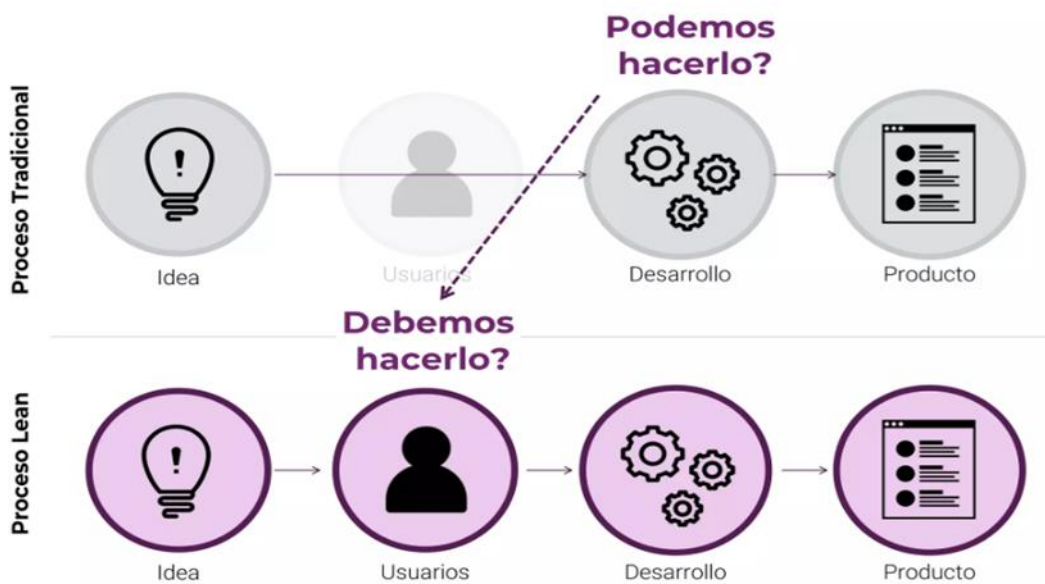 Podemos
hacerlo?
Proceso Tradicional
Idea
Usuarios
Desarrollo
Producto
Debemos
hacerlo?
Proceso Lean
Idea
Usuarios
Desarrollo
Producto